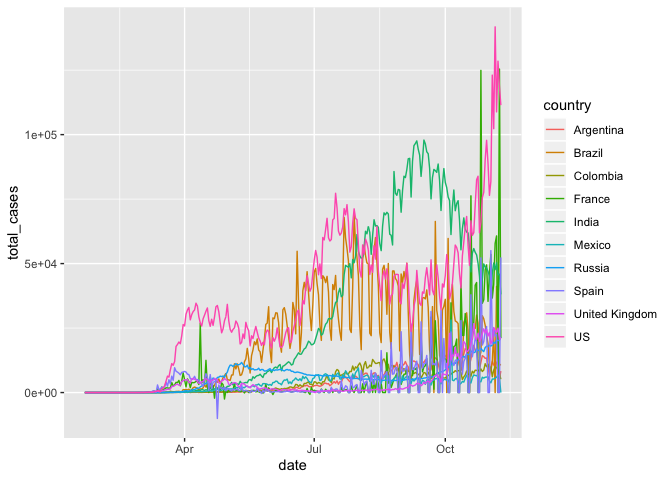 1e+05
5e+04
0e+00
total_cases
Apr
Jul
Oct
date
country
Argentina
Brazil
Colombia
France
India
Mexico
Russia
Spain
United Kingdom
US